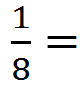 1/8 =